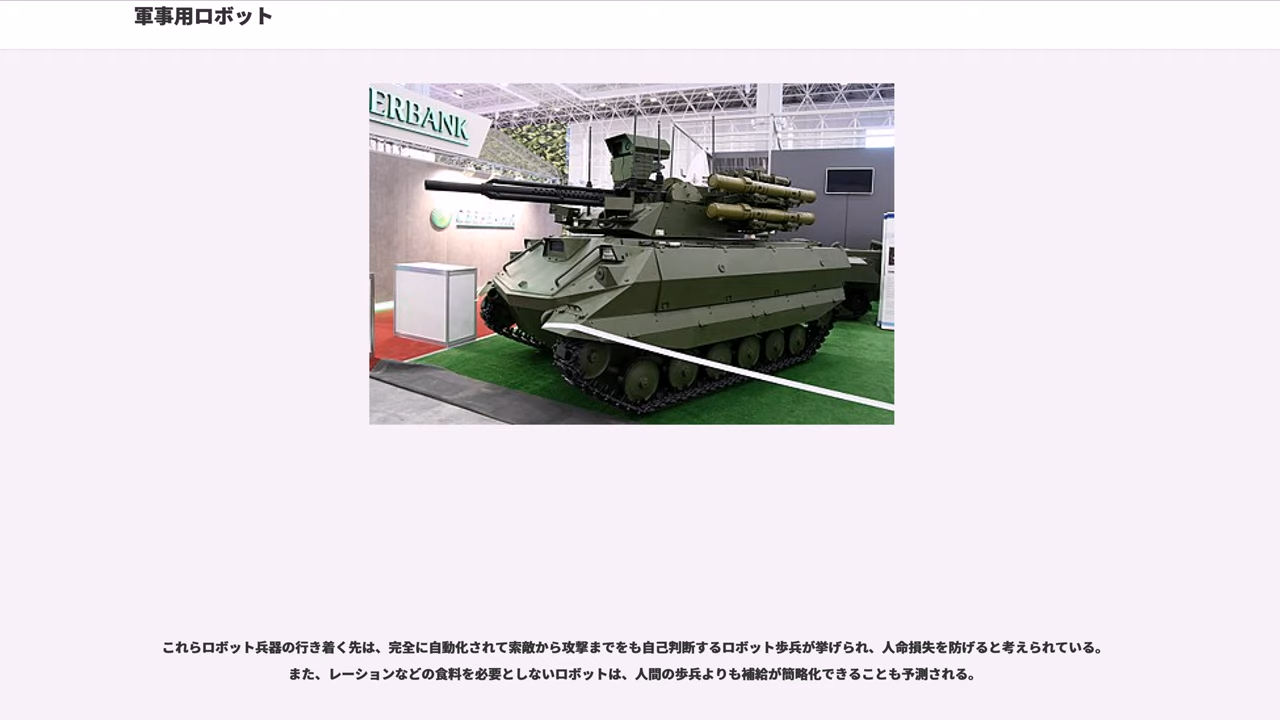 軍事用ロボット
ERBANK
これらロボット兵器の行き着く先は、完全に自動化されて索敵から攻撃までをも自己判断するロボット歩兵が挙げられ、人命損失を防げると考えられている。
また、レーションなどの食料を必要としないロボットは、人間の歩兵よりも補給が簡略化できることも予測される。